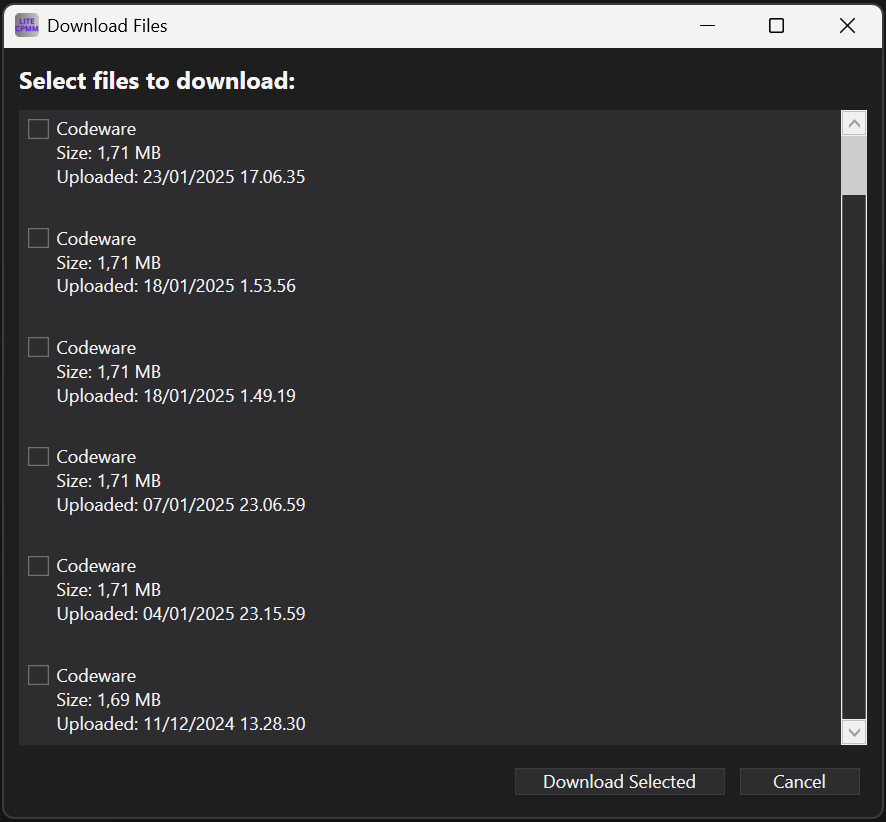 LITE
CPMM
Download Files
Select files to download:
Codeware
Size: 1,71 MB
Uploaded: 23/01/2025 17.06.35
Codeware
Size: 1,71 MB
Uploaded: 18/01/2025 1.53.56
Codeware
Size: 1,71 MB
Uploaded: 18/01/2025 1.49.19
Codeware
Size: 1,71 MB
Uploaded: 07/01/2025 23.06.59
Codeware
Size: 1,71 MB
Uploaded: 04/01/2025 23.15.59
Codeware
Size: 1,69 MB
Uploaded: 11/12/2024 13.28.30
Download Selected
Cancel